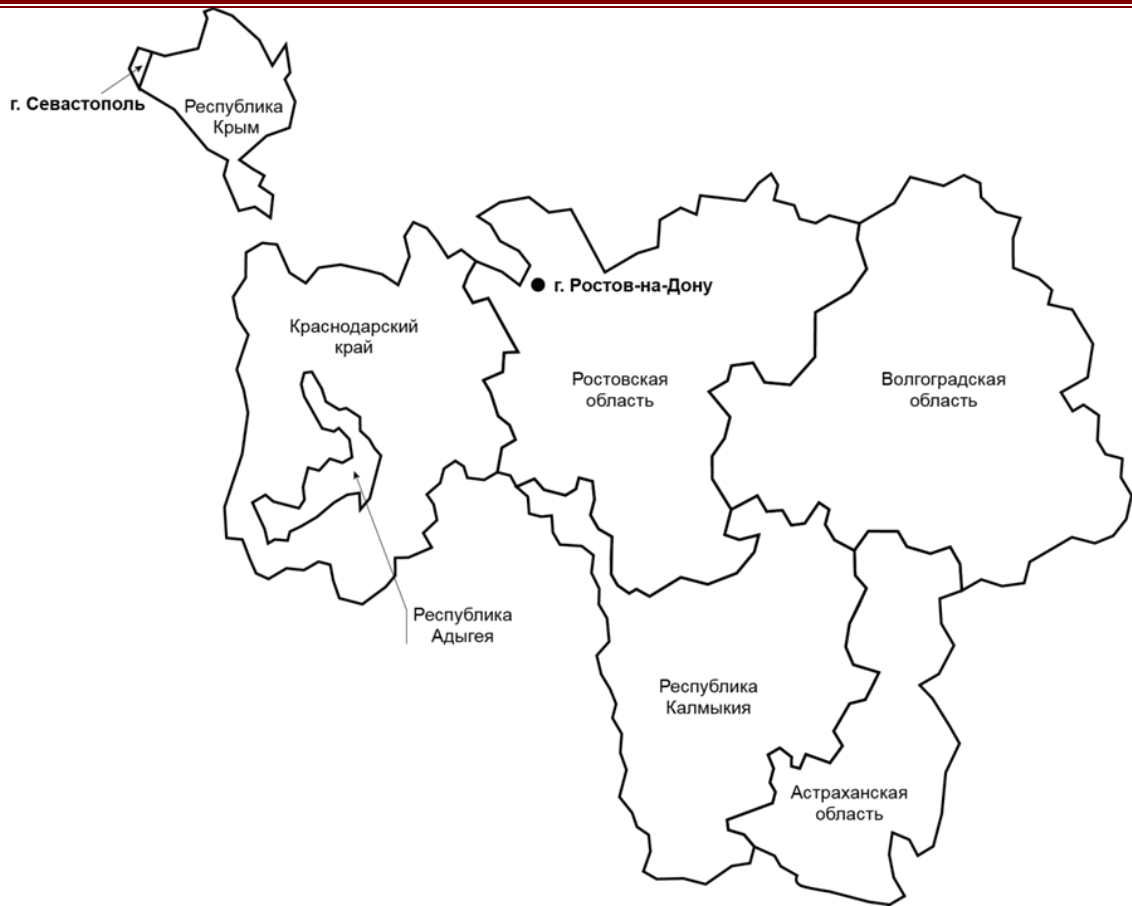 г. Севастополь
Республика
Крым
г. Ростов-на-Дону
Краснодарский
край
Ростовская
область
Волгоградская
область
Республика
Адыгея
Республика
Калмыкия
Астраханская
область